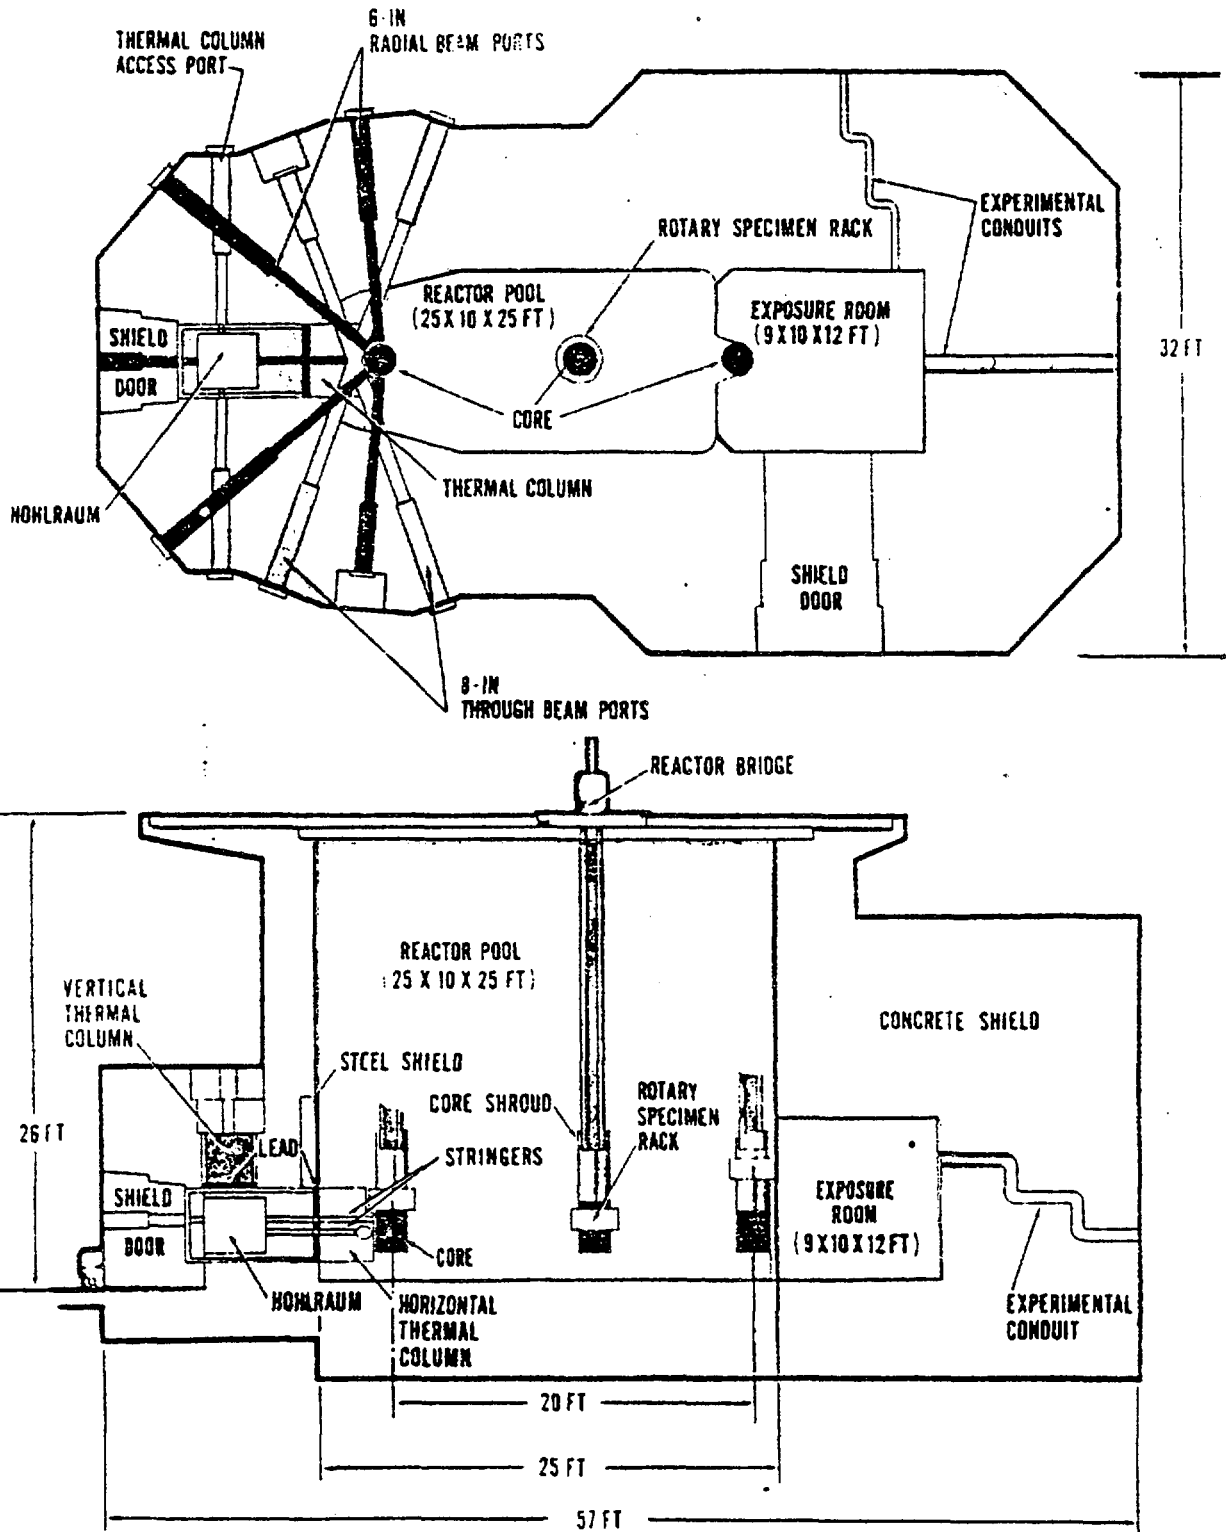 6-IN
RADIAL BEAM PORTS
THERMAL COLUMN
ACCESS PORT
EXPERIMENTAL
CONDUITS
ROTARY SPECIMEN RACK
REACTOR POOL
(25 X 10 X 25 FT)
EXPOSURE ROOM
(9 X 10 X 12 FT)
SHIELD
DOOR
32 FT
CORE
THERMAL COLUMN
HOHLRAUM
SHIELD
DOOR
8-IN
THROUGH BEAM PORTS
REACTOR BRIDGE
REACTOR POOL
(25 X 10 X 25 FT)
VERTICAL
THERMAL
COLUMN
CONCRETE SHIELD
STEEL SHIELD
CORE SHROUD
ROTARY
SPECIMEN
RACK
26 FT
LEAD
STRINGERS
SHIELD
DOOR
EXPOSURE
ROOM
(9 X 10 X 12 FT)
CORE
HOHLRAUM
HORIZONTAL
THERMAL
COLUMN
EXPERIMENTAL
CONDUIT
20 FT
25 FT
57 FT